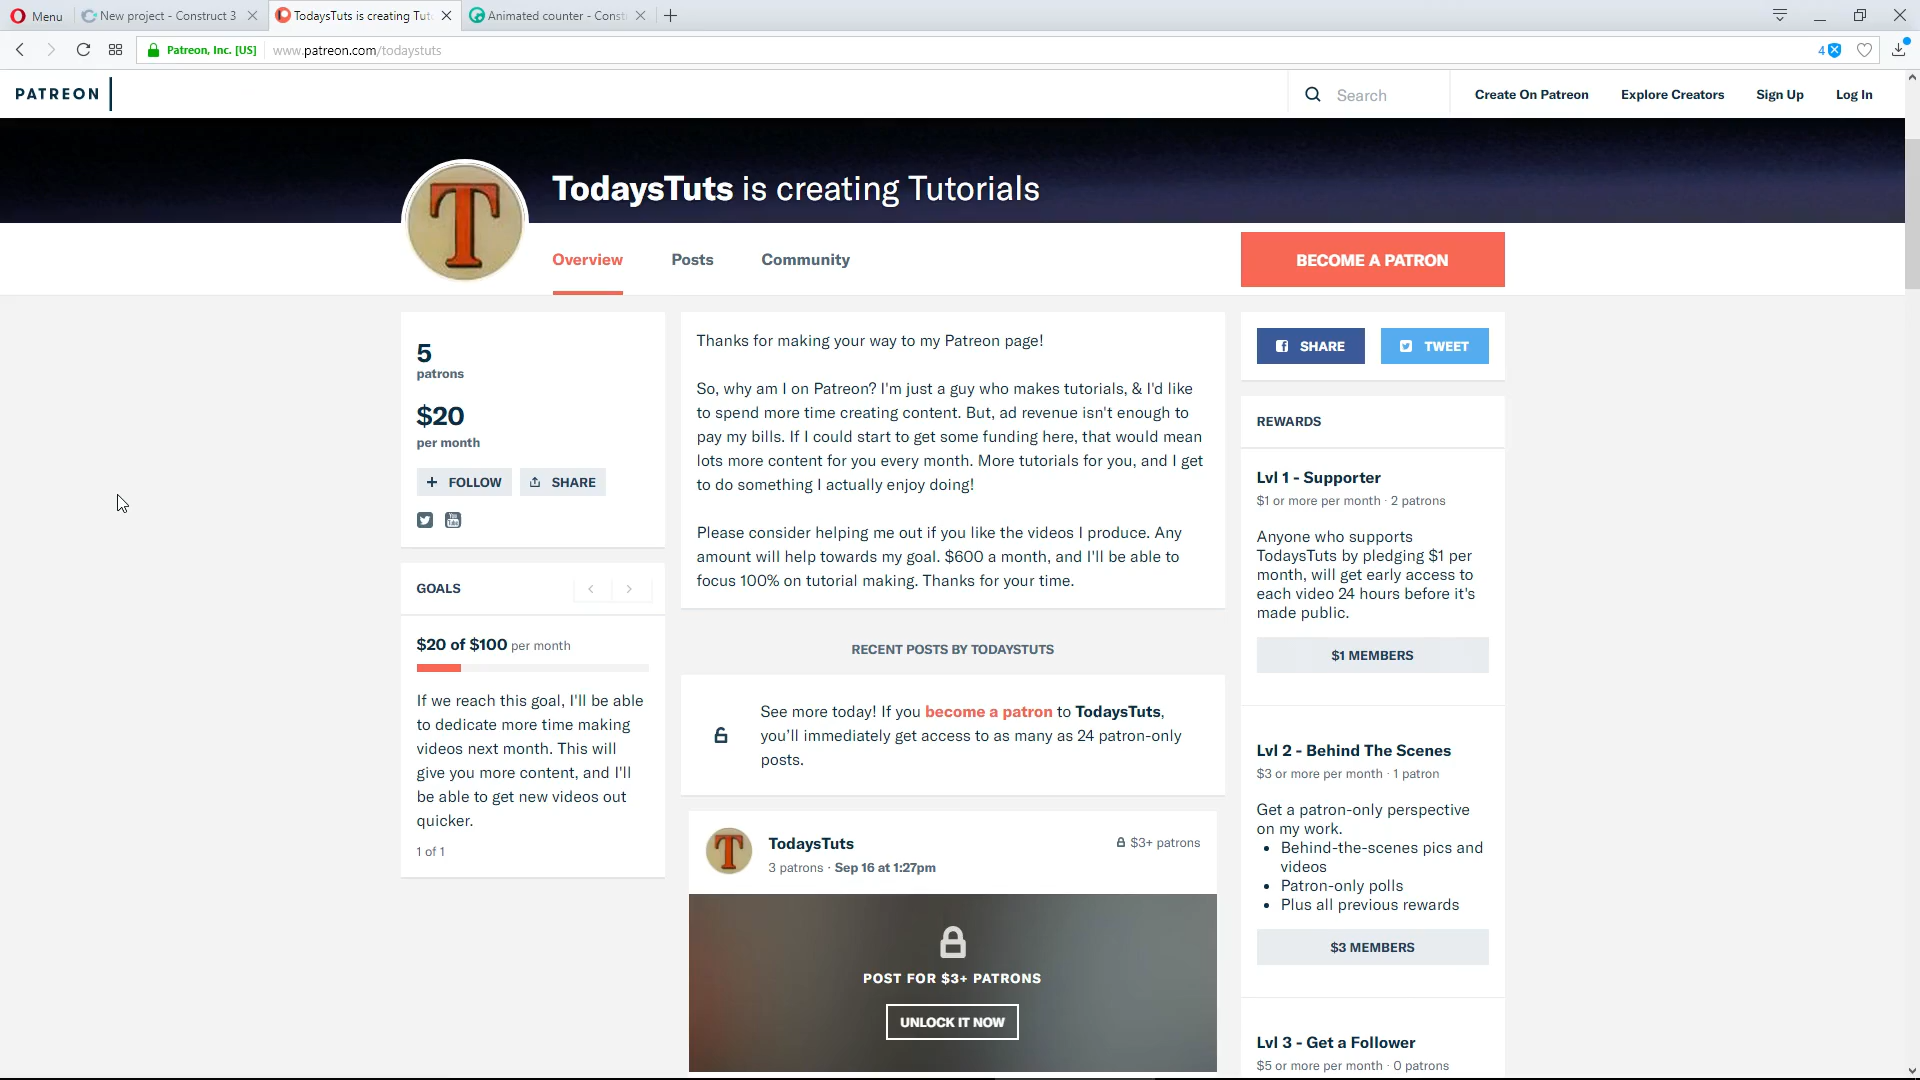 Menu
New project - Construct 3
TodaysTuts is creating Tut
Animated counter - Const
Patreon, Inc. [US]
www.patreon.com/todaystuts
4
PATREON
Search
Create On Patreon
Explore Creators
Sign Up
Log In
TodaysTuts is creating Tutorials
Overview
Posts
Community
BECOME A PATRON
5
patrons
$20
per month
FOLLOW
SHARE
GOALS
$20 of $100 per month
If we reach this goal, I'll be able
to dedicate more time making
videos next month. This will
give you more content, and I'll
be able to get new videos out
quicker.
1 of 1
Thanks for making your way to my Patreon page!
So, why am I on Patreon? I'm just a guy who makes tutorials, & I'd like
to spend more time creating content. But, ad revenue isn't enough to
pay my bills. If I could start to get some funding here, that would mean
lots more content for you every month. More tutorials for you, and I get
to do something I actually enjoy doing!
Please consider helping me out if you like the videos I produce. Any
amount will help towards my goal. $600 a month, and I'll be able to
focus 100% on tutorial making. Thanks for your time.
RECENT POSTS BY TODAYSTUTS
See more today! If you become a patron to TodaysTuts,
you'll immediately get access to as many as 24 patron-only
posts.
T
TodaysTuts
3 patrons · Sep 16 at 1:27pm
$3+ patrons
POST FOR $3+ PATRONS
UNLOCK IT NOW
SHARE
TWEET
REWARDS
Lvl 1 - Supporter
$1 or more per month · 2 patrons
Anyone who supports
TodaysTuts by pledging $1 per
month, will get early access to
each video 24 hours before it's
made public.
$1 MEMBERS
Lvl 2 - Behind The Scenes
$3 or more per month · 1 patron
Get a patron-only perspective
on my work.
• Behind-the-scenes pics and
videos
• Patron-only polls
• Plus all previous rewards
$3 MEMBERS
Lvl 3 - Get a Follower
$5 or more per month · 0 patrons